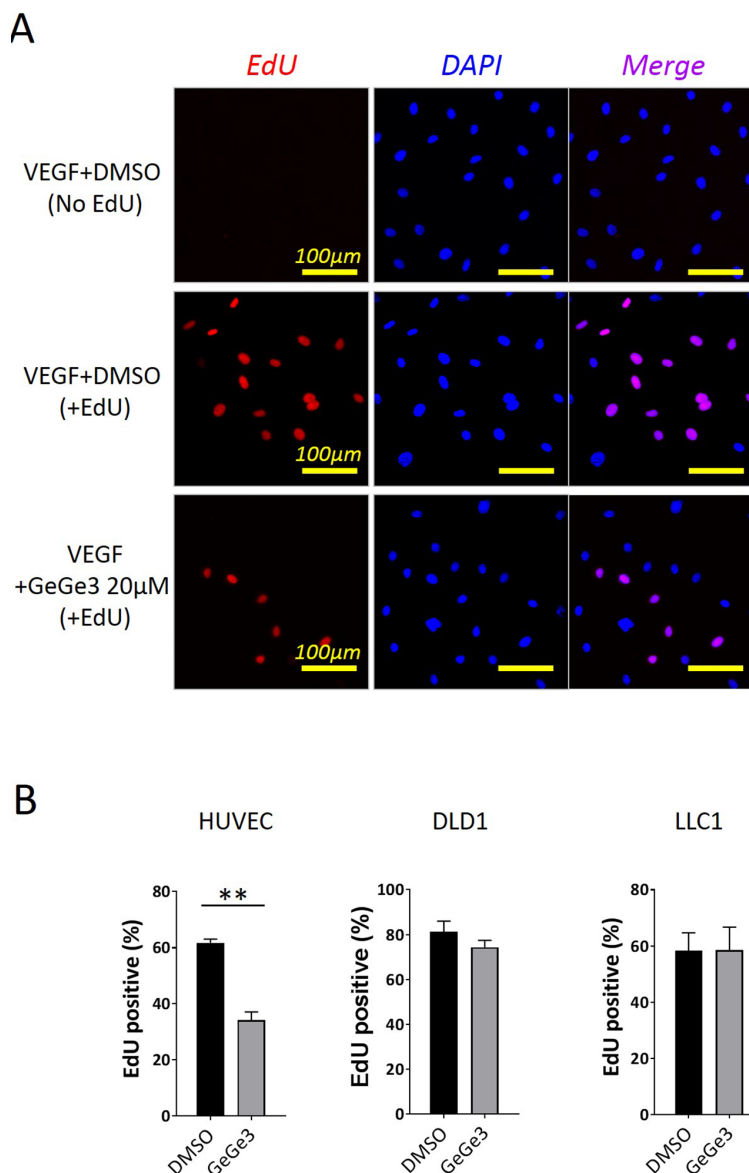 A
EdU DAPI Merge
VEGF+DMSO
(No EdU)
100μm
VEGF+DMSO
(+EdU)
100μm
VEGF
+GeGe3 20μM
(+EdU)
100μm
B
HUVEC DLD1 LLC1
EdU positive (%)
80
60
40
20
0
**
DMSO
GeGe3
EdU positive (%)
100
80
60
40
20
0
DMSO
GeGe3
EdU positive (%)
80
60
40
20
0
DMSO
GeGe3